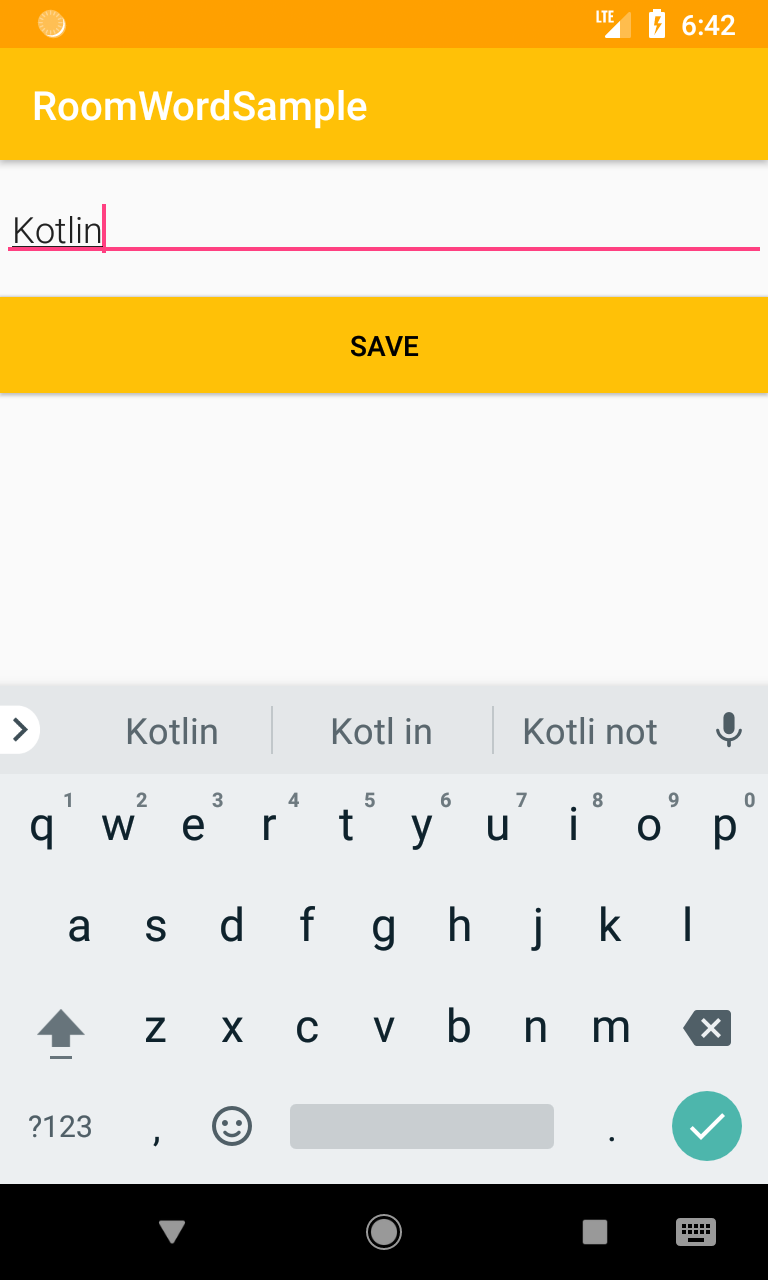 LTE 6:42
RoomWordSample
Kotlin
SAVE
Kotlin Kotl in Kotli not
1 2 3 4 5 6 7 8 9 0
q w e r t y u i o p
a s d f g h j k l
z x c v b n m
?123 , .